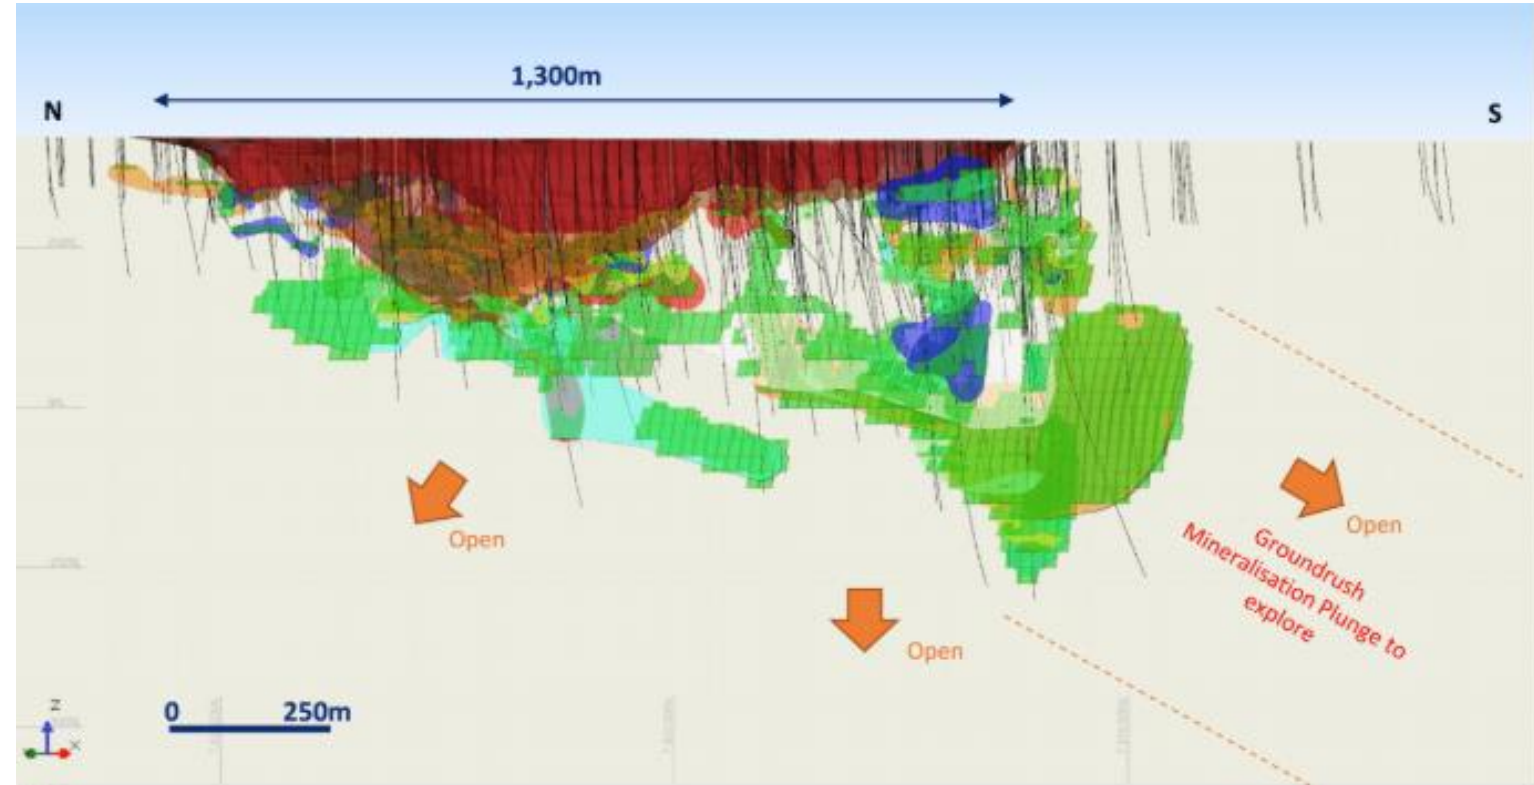 1,300m
N
S
Open
Open
Groundrush
Mineralisation Plunge to
explore
Open
0 250m
Z
X